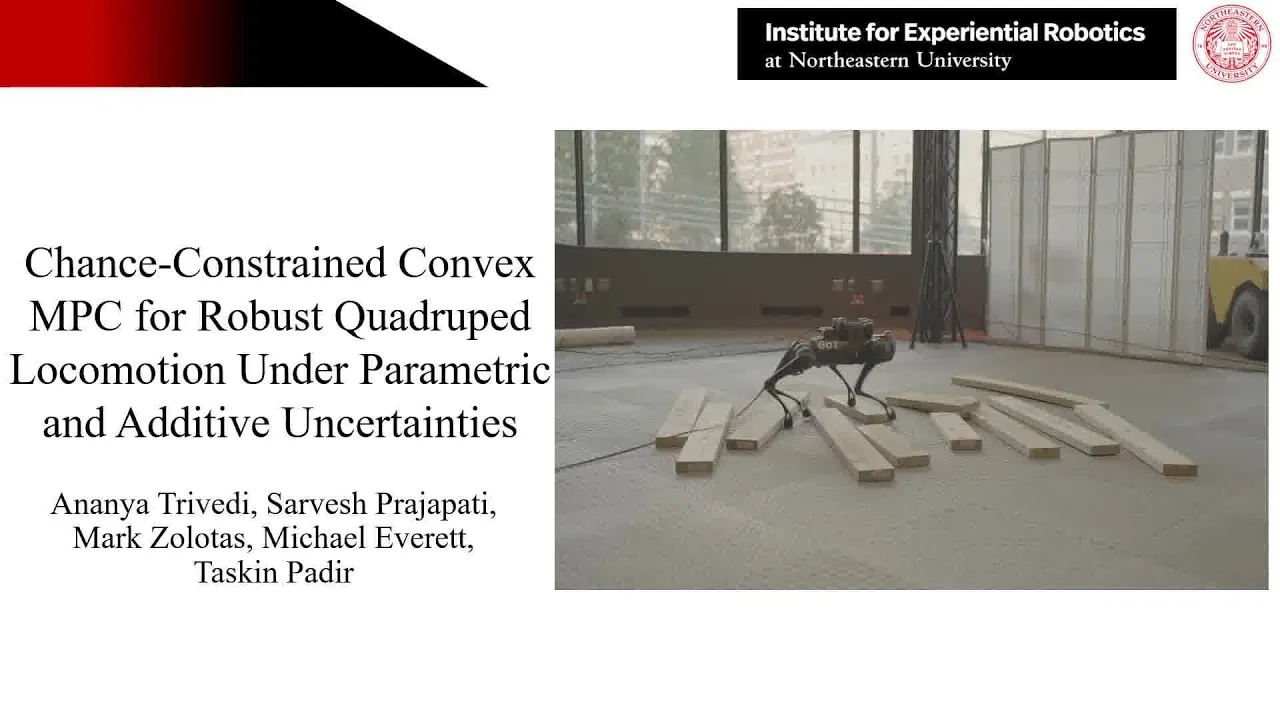 Institute for Experiential Robotics
at Northeastern University
NORTHEASTERN
UNIVERSITY
Chance-Constrained Convex
MPC for Robust Quadruped
Locomotion Under Parametric
and Additive Uncertainties
Ananya Trivedi, Sarvesh Prajapati,
Mark Zolotas, Michael Everett,
Taskin Padir